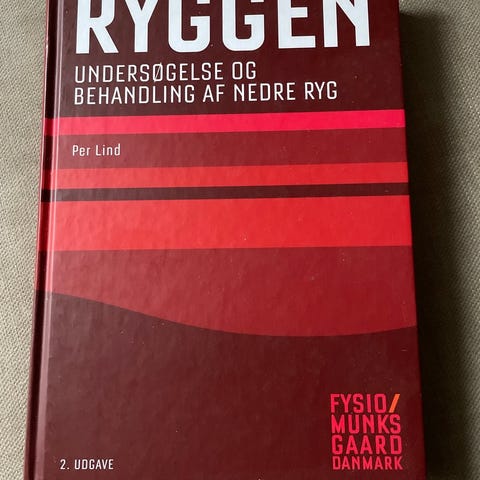 RYGGEN
UNDERSØGELSE OG
BEHANDLING AF NEDRE RYG
Per Lind
FYSIO/
MUNKS
GAARD
DANMARK
2. UDGAVE